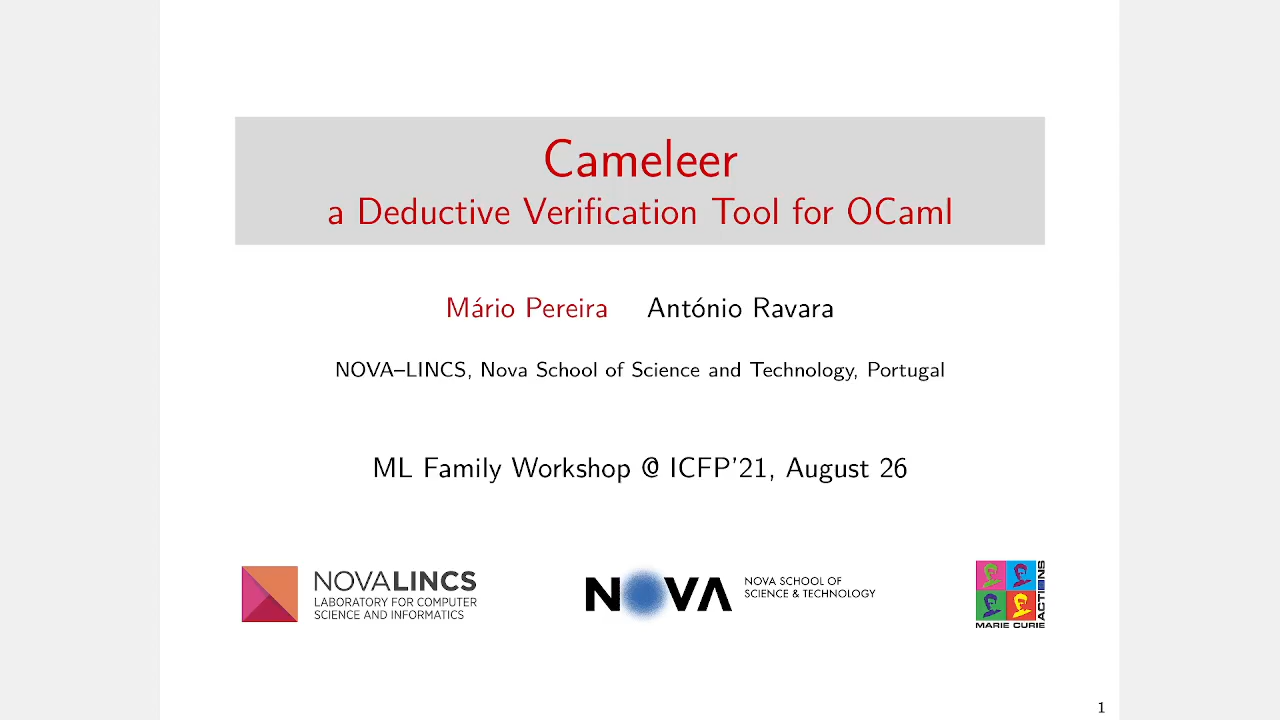 Cameleer
a Deductive Verification Tool for OCaml
Mário Pereira António Ravara
NOVA–LINCS, Nova School of Science and Technology, Portugal
ML Family Workshop @ ICFP’21, August 26
NOVALINCS
LABORATORY FOR COMPUTER
SCIENCE AND INFORMATICS
NOVA
NOVA SCHOOL OF
SCIENCE & TECHNOLOGY
MARIE CURIE
ACTIONS
1